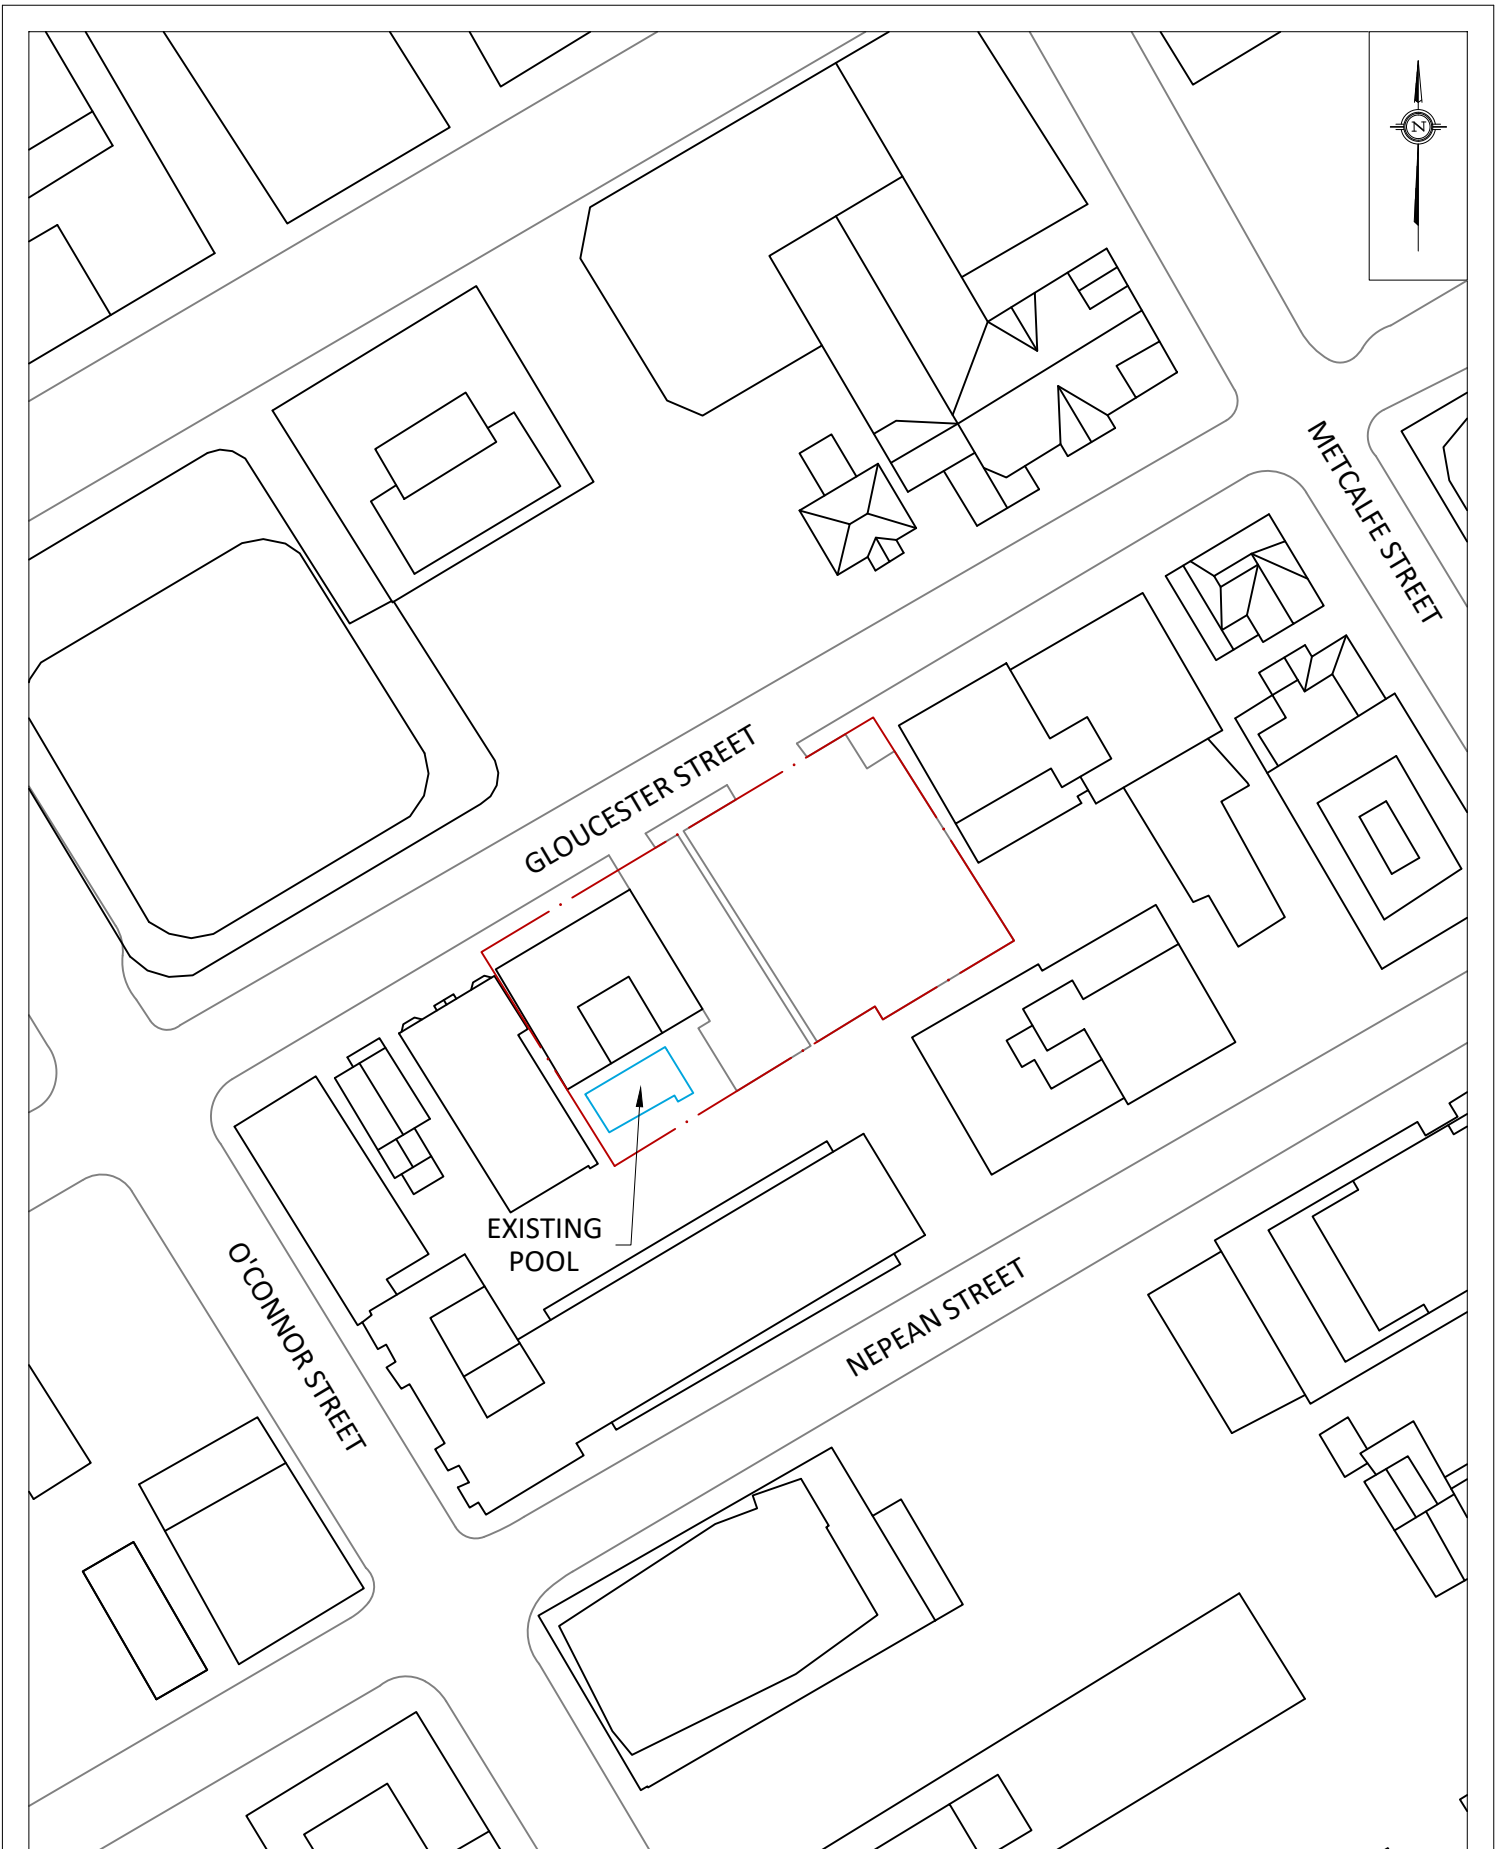 N
METCALFE STREET
GLOUCESTER STREET
EXISTING
POOL
O'CONNOR STREET
NEPEAN STREET